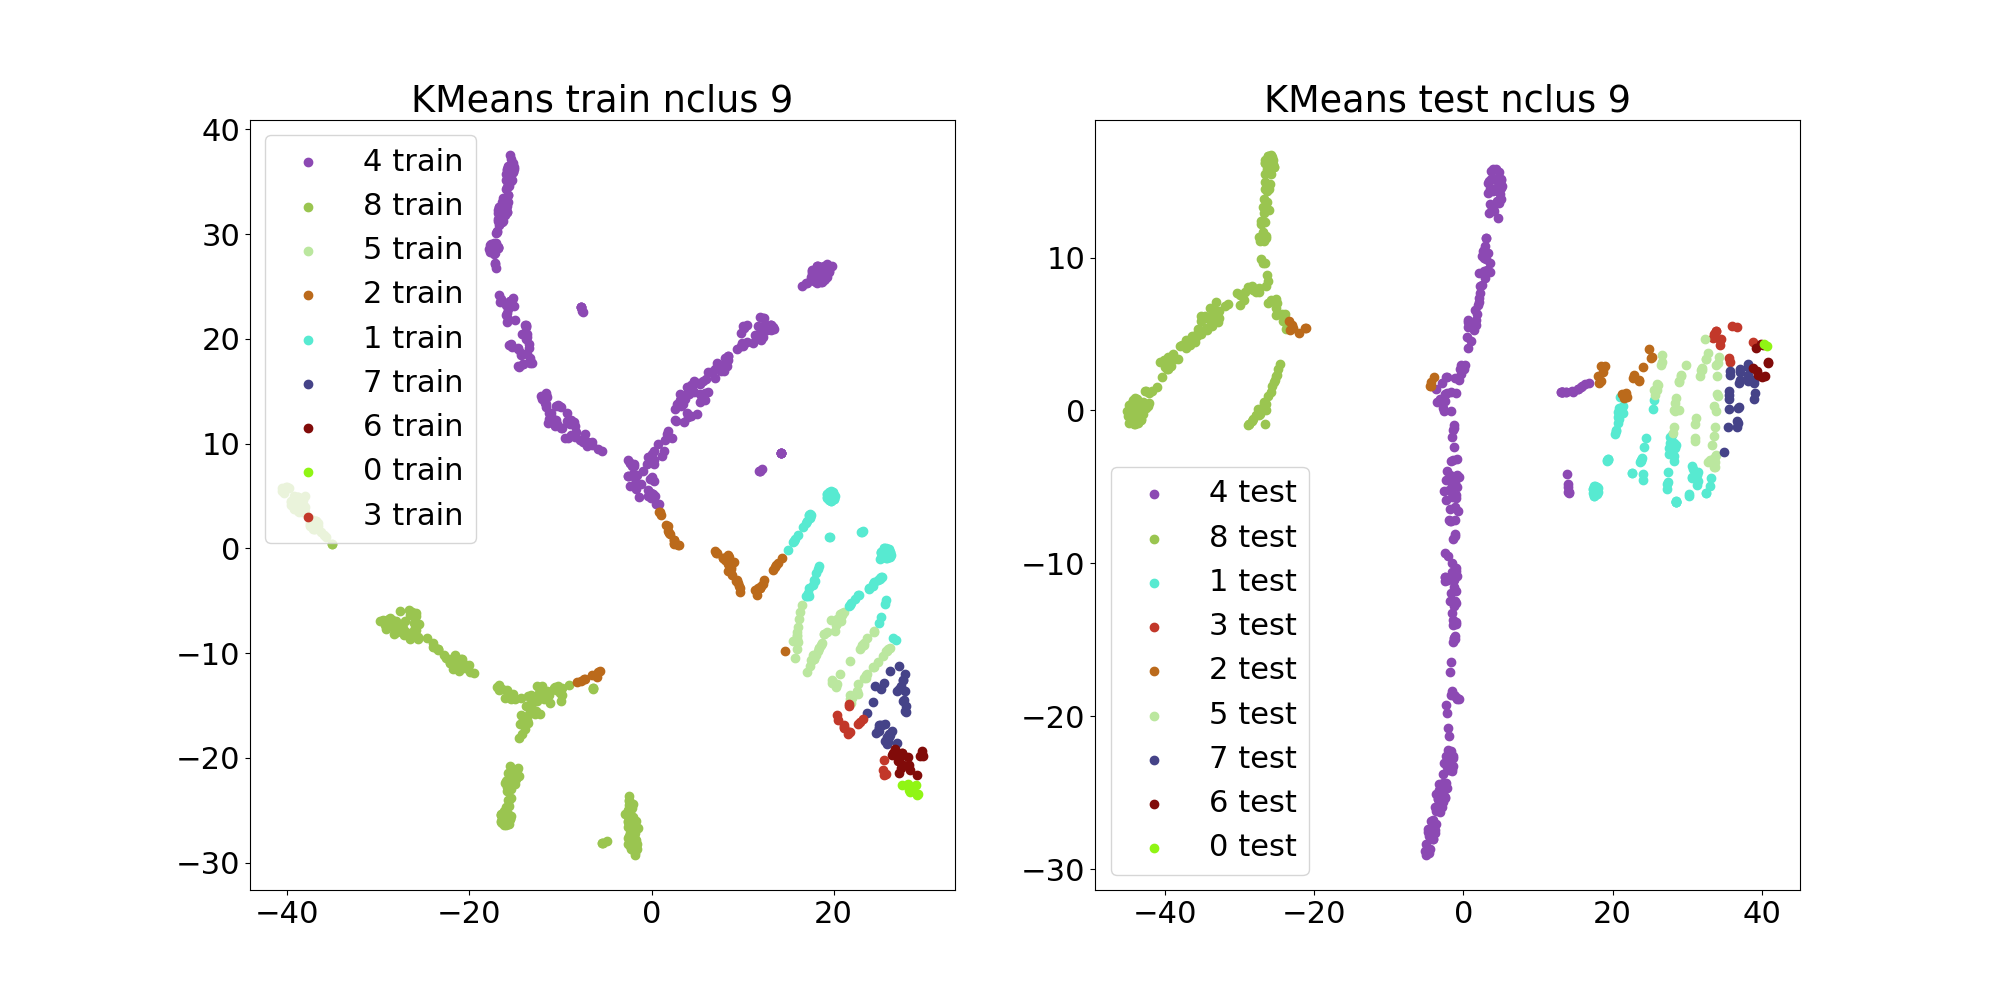 KMeans train nclus 9
40
30
20
10
0
−10
−20
−30
−40
−20
0
20
4 train
8 train
5 train
2 train
1 train
7 train
6 train
0 train
3 train
KMeans test nclus 9
10
0
−10
−20
−30
−40
−20
0
20
40
4 test
8 test
1 test
3 test
2 test
5 test
7 test
6 test
0 test